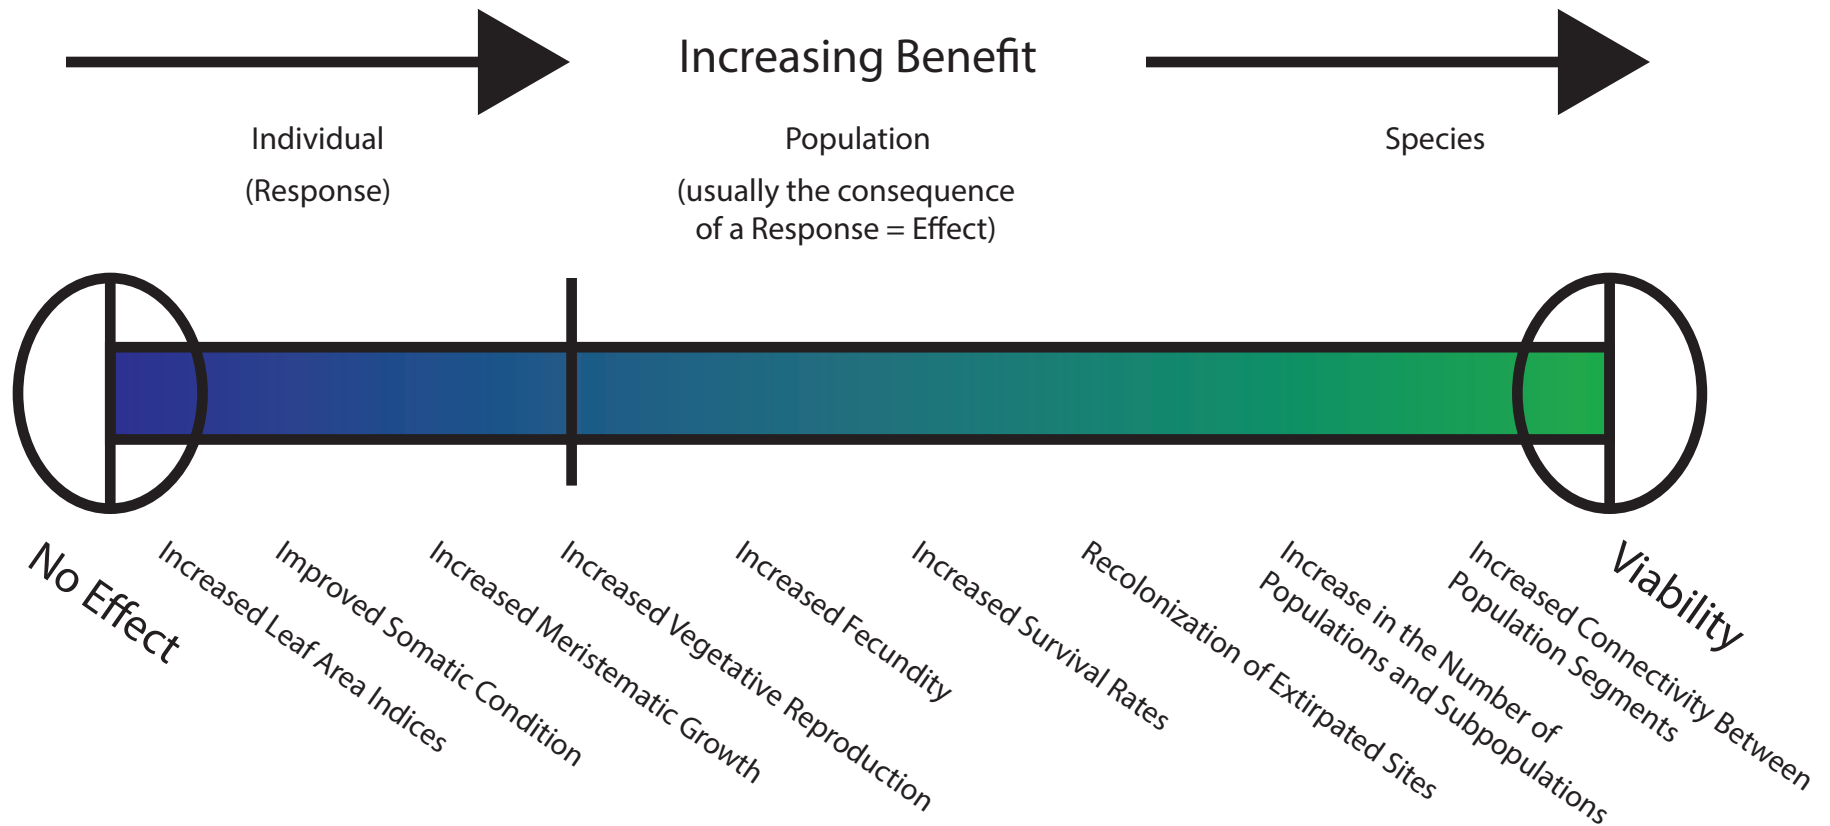 Increasing Benefit
Individual
(Response)
Population
(usually the consequence
of a Response = Effect)
Species
No Effect
Increased Leaf Area Indices
Improved Somatic Condition
Increased Meristematic Growth
Increased Vegetative Reproduction
Increased Fecundity
Increased Survival Rates
Recolonization of Extirpated Sites
Increase in the Number of
Populations and Subpopulations
Increased Connectivity Between
Population Segments
Viability